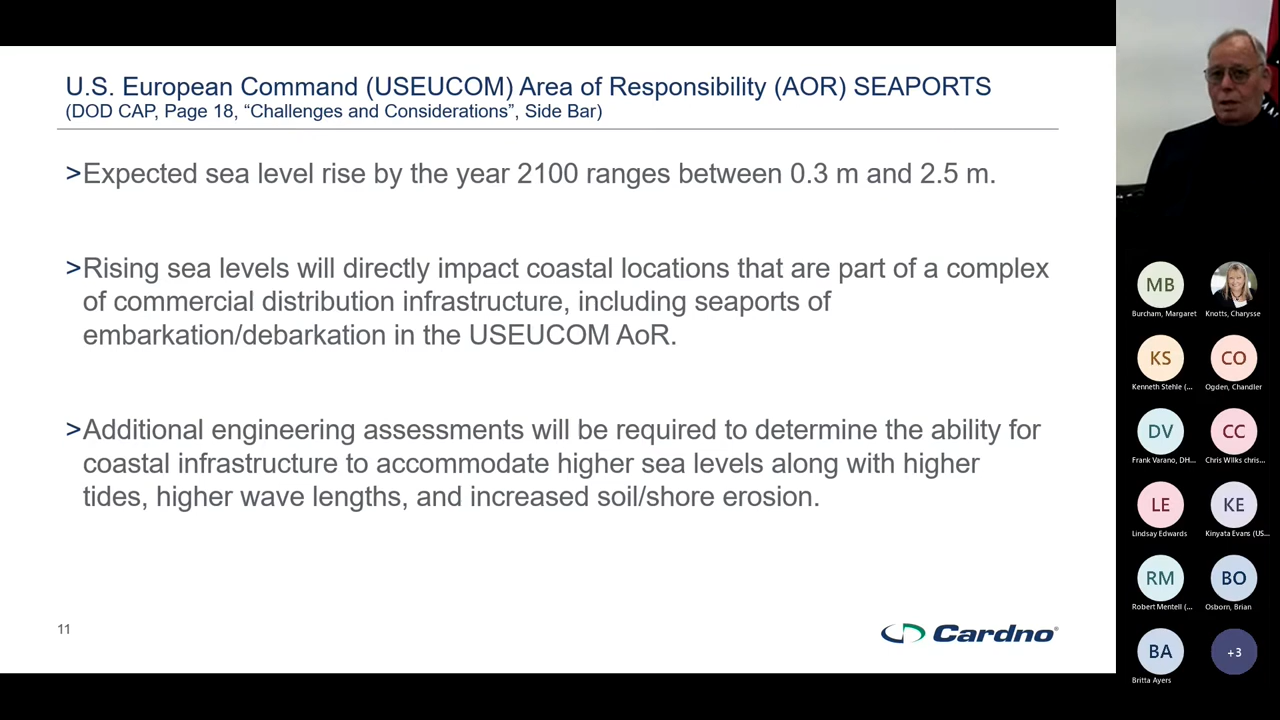 U.S. European Command (USEUCOM) Area of Responsibility (AOR) SEAPORTS
(DOD CAP, Page 18, “Challenges and Considerations”, Side Bar)
>Expected sea level rise by the year 2100 ranges between 0.3 m and 2.5 m.
>Rising sea levels will directly impact coastal locations that are part of a complex
of commercial distribution infrastructure, including seaports of
embarkation/debarkation in the USEUCOM AoR.
>Additional engineering assessments will be required to determine the ability for
coastal infrastructure to accommodate higher sea levels along with higher
tides, higher wave lengths, and increased soil/shore erosion.
11
Cardno®
MB
Burcham, Margaret
Knotts, Charysse
KS
CO
Kenneth Stehle (...
Ogden, Chandler
DV
CC
Frank Varano, DH...
Chris Wilks chris...
LE
KE
Lindsay Edwards
Kinyata Evans (US...
RM
BO
Robert Mentell (...
Osborn, Brian
BA
+3
Britta Ayers